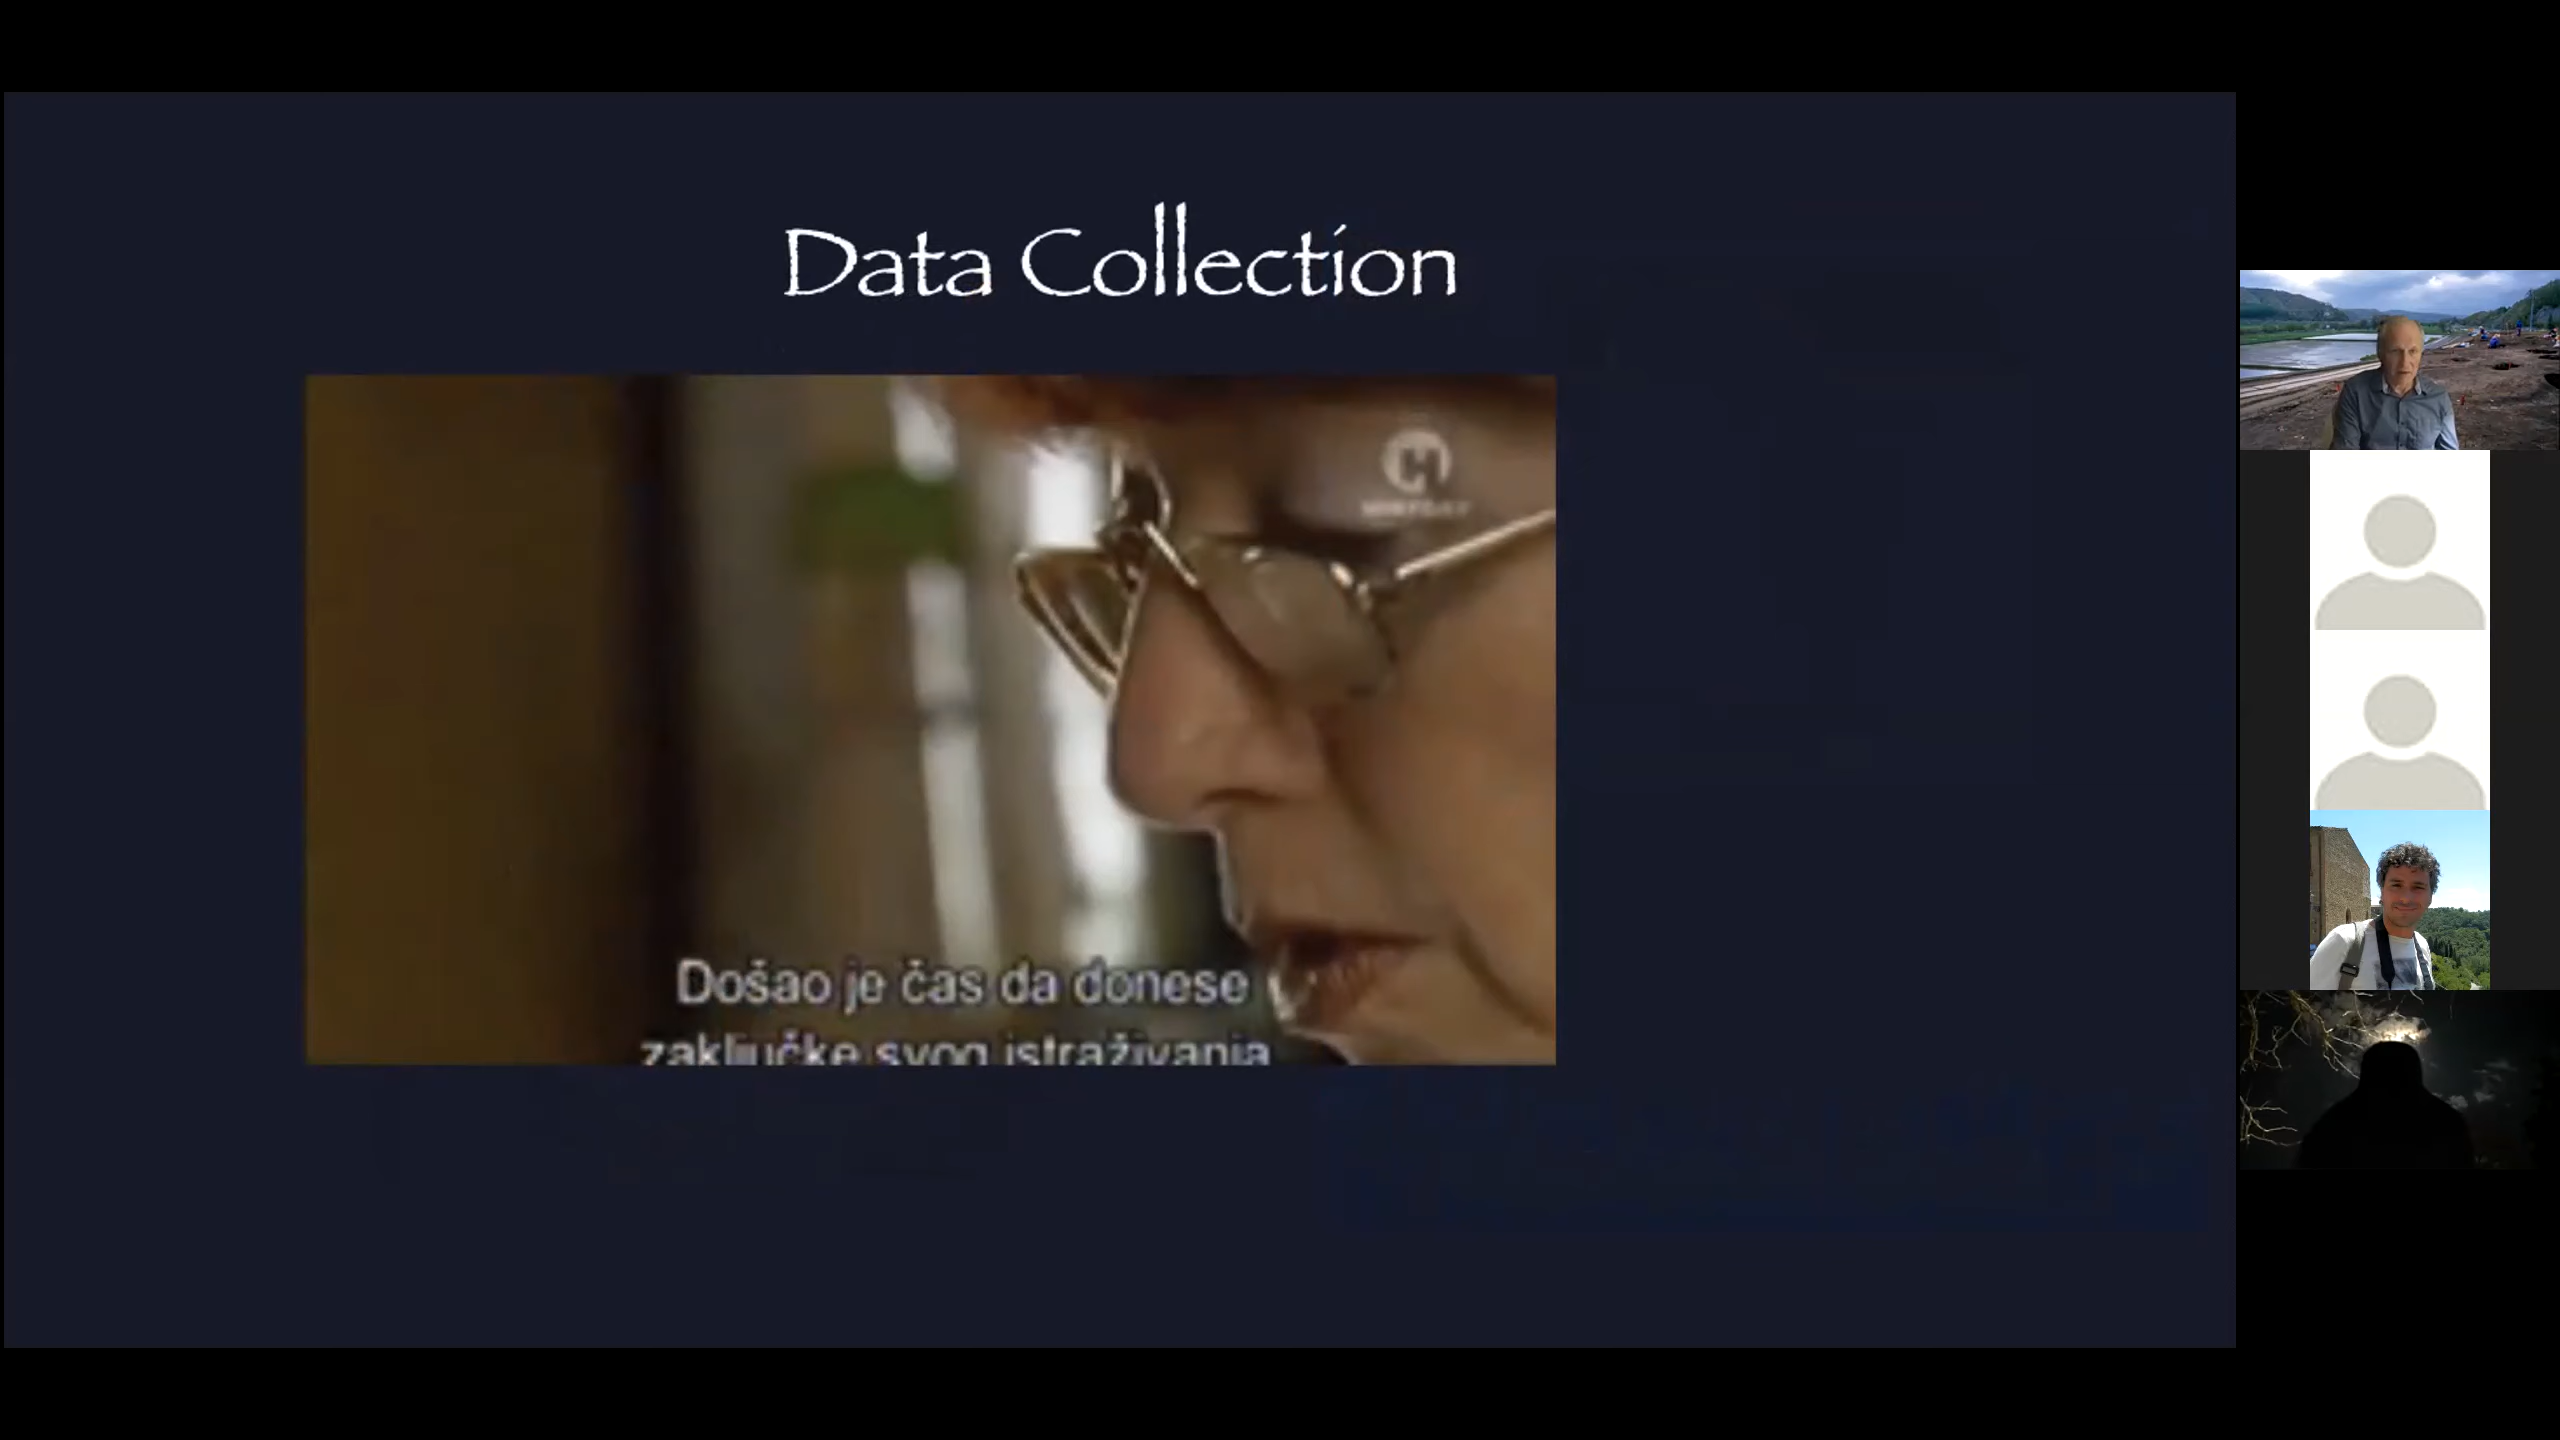 Data Collection
Došao je čas da donese
zaključke svog istraživanja